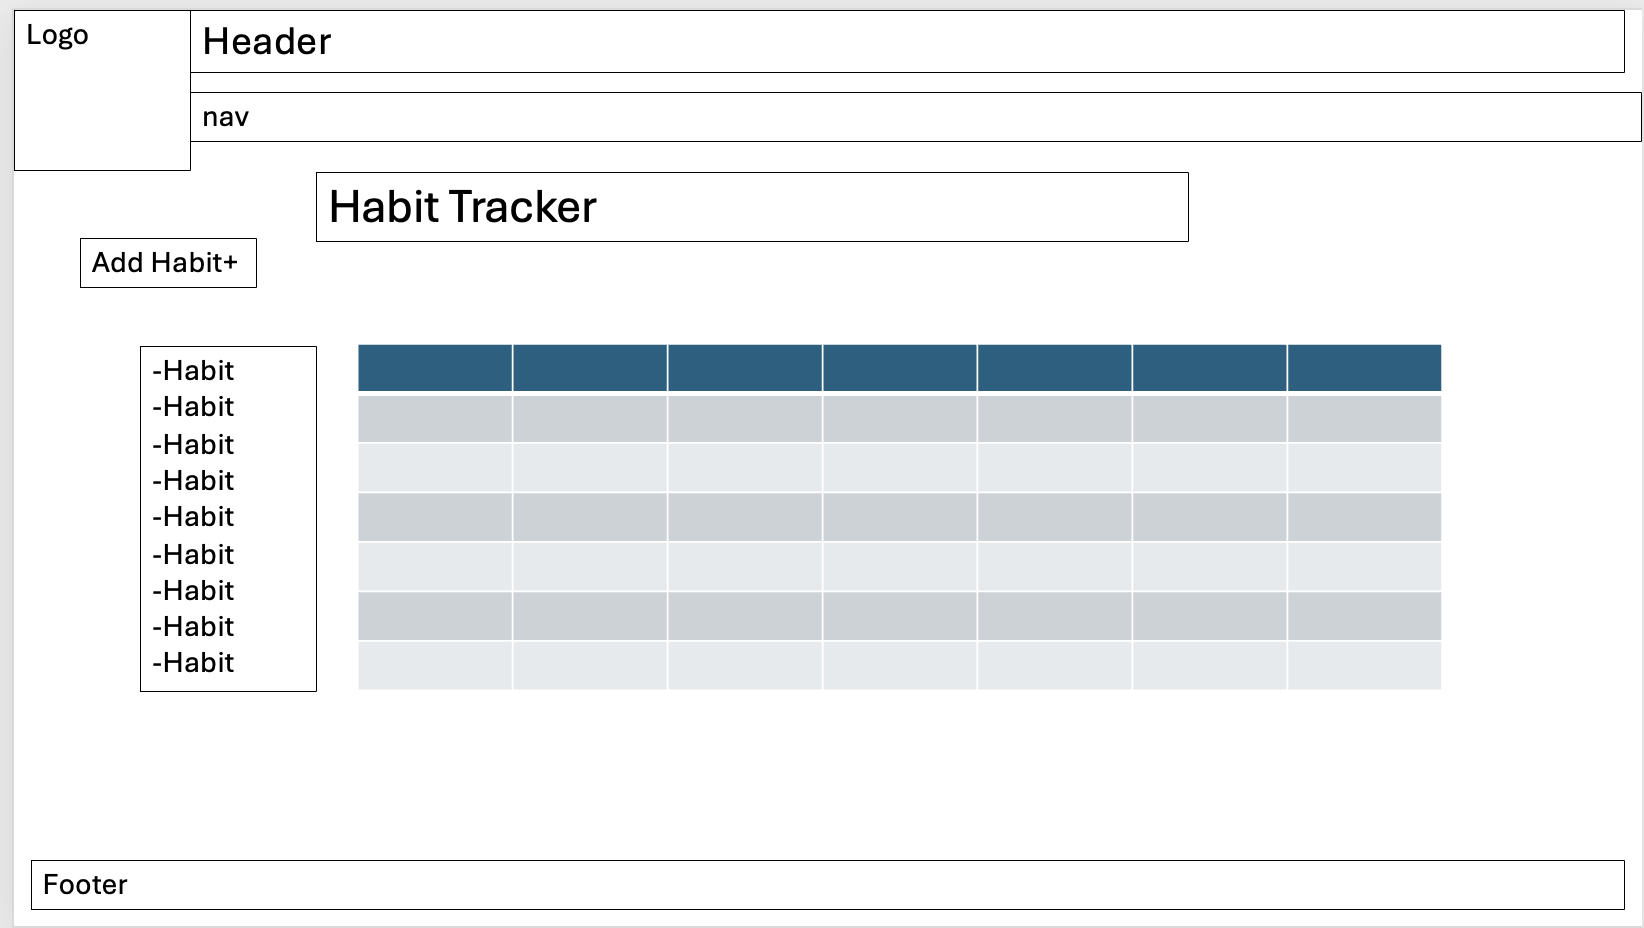 Logo
Header
nav
Habit Tracker
Add Habit+
-Habit
-Habit
-Habit
-Habit
-Habit
-Habit
-Habit
-Habit
-Habit
Footer